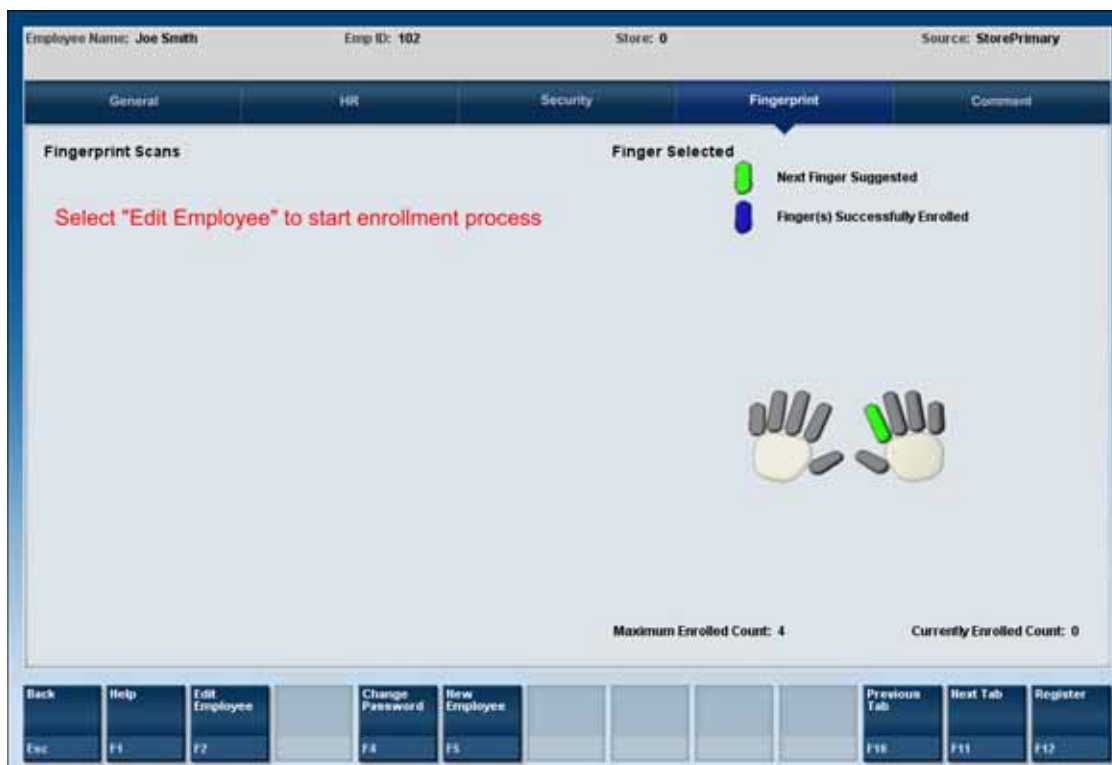 Employee Name: Joe Smith Emp ID: 102 Store: 0 Source: StorePrimary
General HR Security Fingerprint Comment
Fingerprint Scans
Finger Selected
Next Finger Suggested
Select "Edit Employee" to start enrollment process
Finger(s) Successfully Enrolled
Maximum Enrolled Count: 4 Currently Enrolled Count: 0
Back Help Edit Employee Change Password New Employee Previous Tab Next Tab Register
Esc F1 F2 F4 F5 F10 F11 F12